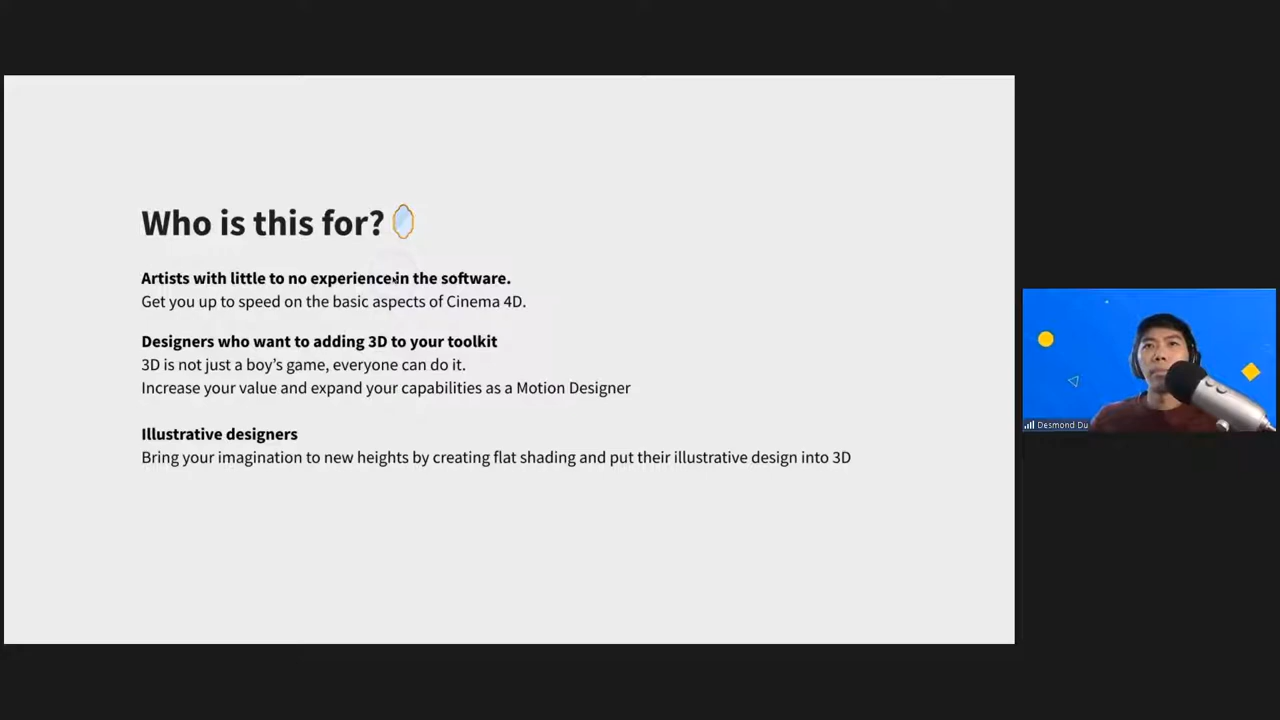 Who is this for?
Artists with little to no experience in the software.
Get you up to speed on the basic aspects of Cinema 4D.
Designers who want to adding 3D to your toolkit
3D is not just a boy’s game, everyone can do it.
Increase your value and expand your capabilities as a Motion Designer
Illustrative designers
Bring your imagination to new heights by creating flat shading and put their illustrative design into 3D
Desmond Du